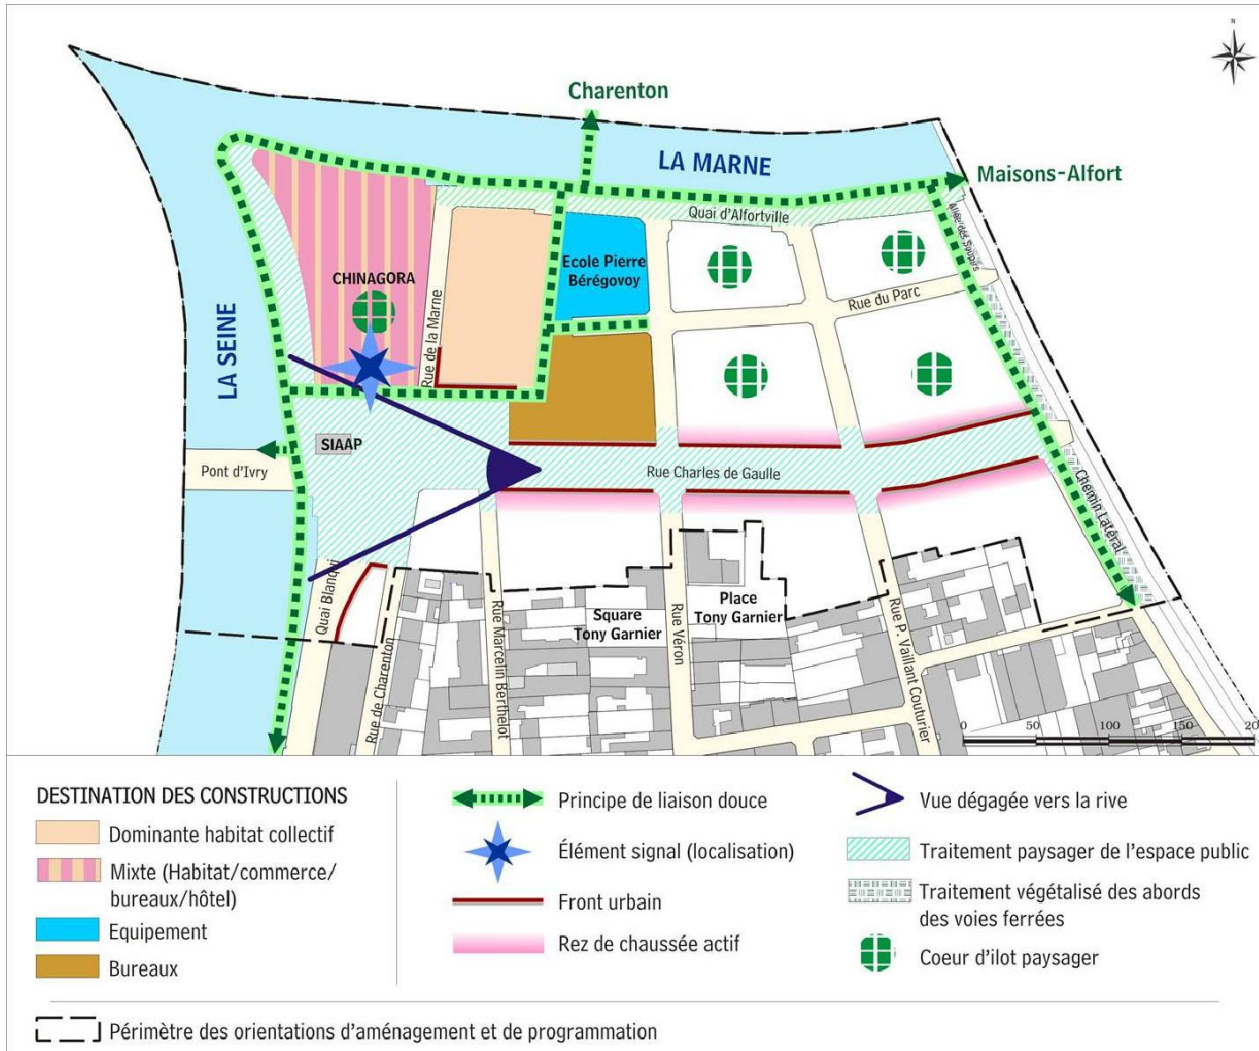 N
Charenton
LA MARNE
Maisons-Alfort
Quai d'Alfortville
Allée des Soupirs
Ecole Pierre
Bérégovoy
CHINAGORA
Rue du Parc
LA SEINE
Rue de la Marne
SIAAP
Pont d'Ivry
Rue Charles de Gaulle
Chemin Latéral
Quai Blanqui
Rue de Charenton
Rue Marcelin Berthelot
Square
Tony Garnier
Rue Véron
Place
Tony Garnier
Rue P. Vaillant Couturier
0 50 100 150 20
DESTINATION DES CONSTRUCTIONS
Dominante habitat collectif
Mixte (Habitat/commerce/
bureaux/hôtel)
Equipement
Bureaux
Principe de liaison douce
Élément signal (localisation)
Front urbain
Rez de chaussée actif
Vue dégagée vers la rive
Traitement paysager de l'espace public
Traitement végétalisé des abords
des voies ferrées
Coeur d'ilot paysager
Périmètre des orientations d'aménagement et de programmation